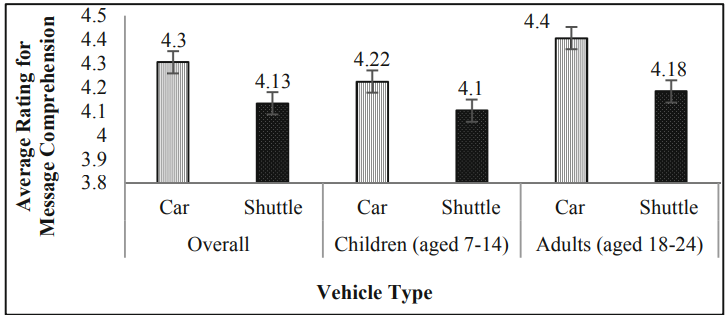 Average Rating for
Message Comprehension
4.5
4.4
4.3
4.2
4.1
4
3.9
3.8
4.3
4.13
4.22
4.1
4.4
4.18
Car Shuttle Car Shuttle Car Shuttle
Overall Children (aged 7-14) Adults (aged 18-24)
Vehicle Type